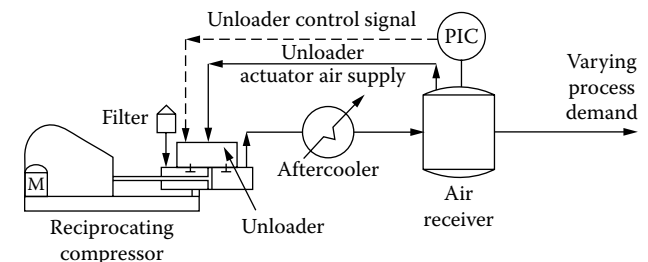 Unloader control signal
PIC
Unloader
actuator air supply
Varying
process
demand
Filter
M
Aftercooler
Air
receiver
Unloader
Reciprocating
compressor